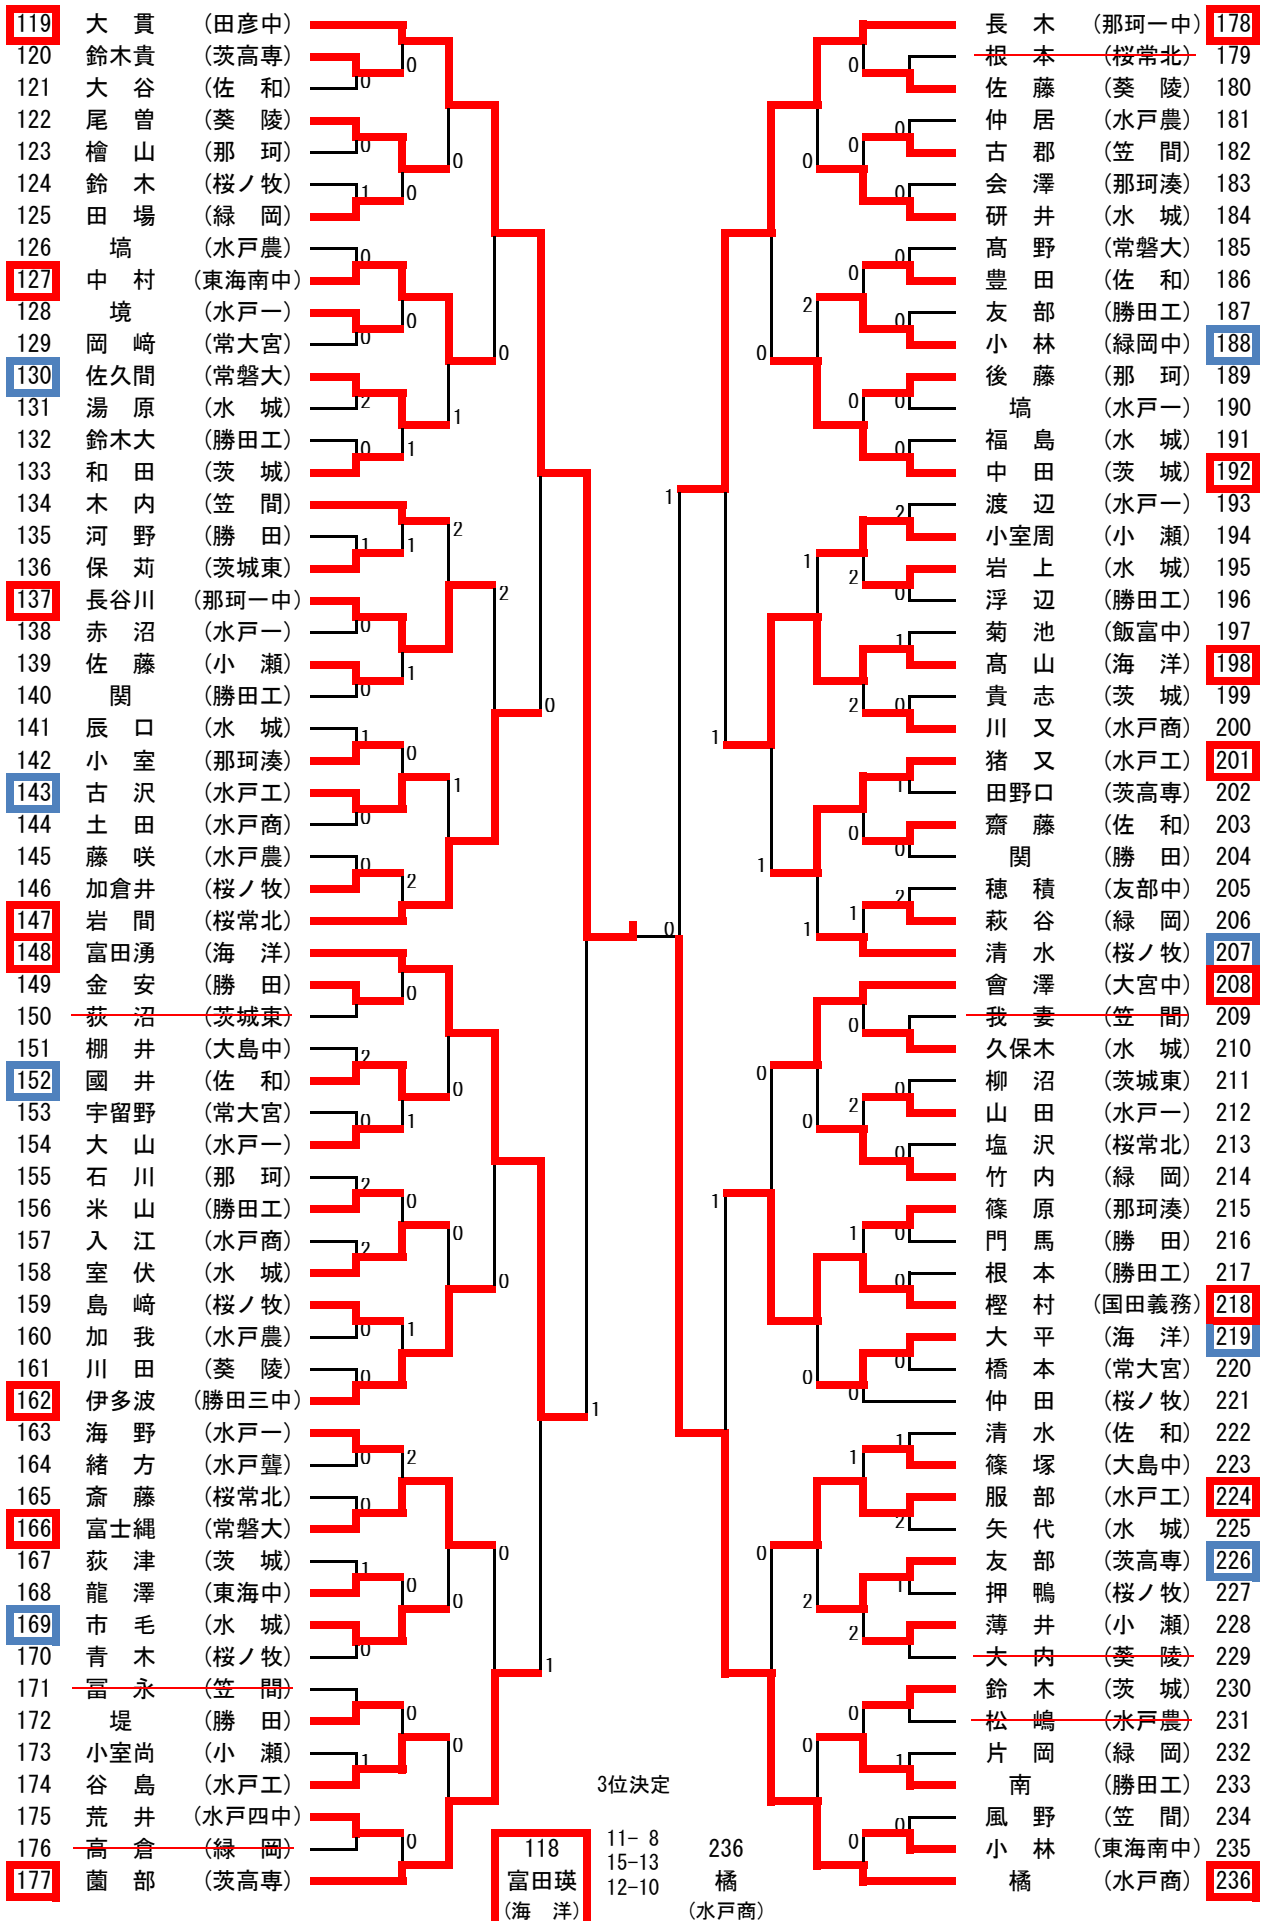 119 大 貫 (田彦中)
120 鈴木貴 (茨高専)
121 大 谷 (佐 和)
122 尾 曽 (葵 陵)
123 檜 山 (那 珂)
124 鈴 木 (桜ノ牧)
125 田 場 (緑 岡)
126 塙 (水戸農)
127 中 村 (東海南中)
128 境 (水戸一)
129 岡 﨑 (常大宮)
130 佐久間 (常磐大)
131 湯 原 (水 城)
132 鈴木大 (勝田工)
133 和 田 (茨 城)
134 木 内 (笠 間)
135 河 野 (勝 田)
136 保 苅 (茨城東)
137 長谷川 (那珂一中)
138 赤 沼 (水戸一)
139 佐 藤 (小 瀬)
140 関 (勝田工)
141 辰 口 (水 城)
142 小 室 (那珂湊)
143 古 沢 (水戸工)
144 土 田 (水戸商)
145 藤 咲 (水戸農)
146 加倉井 (桜ノ牧)
147 岩 間 (桜常北)
148 富田湧 (海 洋)
149 金 安 (勝 田)
150 荻 沼 (茨城東)
151 棚 井 (大島中)
152 國 井 (佐 和)
153 宇留野 (常大宮)
154 大 山 (水戸一)
155 石 川 (那 珂)
156 米 山 (勝田工)
157 入 江 (水戸商)
158 室 伏 (水 城)
159 島 﨑 (桜ノ牧)
160 加 我 (水戸農)
161 川 田 (葵 陵)
162 伊多波 (勝田三中)
163 海 野 (水戸一)
164 緒 方 (水戸聾)
165 斎 藤 (桜常北)
166 富士縄 (常磐大)
167 荻 津 (茨 城)
168 龍 澤 (東海中)
169 市 毛 (水 城)
170 青 木 (桜ノ牧)
171 冨 永 (笠 間)
172 堤 (勝 田)
173 小室尚 (小 瀬)
174 谷 島 (水戸工)
175 荒 井 (水戸四中)
176 高 倉 (緑 岡)
177 薗 部 (茨高専)
長 木 (那珂一中) 178
根 本 (桜常北) 179
佐 藤 (葵 陵) 180
仲 居 (水戸農) 181
古 郡 (笠 間) 182
会 澤 (那珂湊) 183
研 井 (水 城) 184
髙 野 (常磐大) 185
豊 田 (佐 和) 186
友 部 (勝田工) 187
小 林 (緑岡中) 188
後 藤 (那 珂) 189
塙 (水戸一) 190
福 島 (水 城) 191
中 田 (茨 城) 192
渡 辺 (水戸一) 193
小室周 (小 瀬) 194
岩 上 (水 城) 195
浮 辺 (勝田工) 196
菊 池 (飯富中) 197
髙 山 (海 洋) 198
貴 志 (茨 城) 199
川 又 (水戸商) 200
猪 又 (水戸工) 201
田野口 (茨高専) 202
齋 藤 (佐 和) 203
関 (勝 田) 204
穂 積 (友部中) 205
萩 谷 (緑 岡) 206
清 水 (桜ノ牧) 207
會 澤 (大宮中) 208
我 妻 (笠 間) 209
久保木 (水 城) 210
柳 沼 (茨城東) 211
山 田 (水戸一) 212
塩 沢 (桜常北) 213
竹 内 (緑 岡) 214
篠 原 (那珂湊) 215
門 馬 (勝 田) 216
根 本 (勝田工) 217
樫 村 (国田義務) 218
大 平 (海 洋) 219
橋 本 (常大宮) 220
仲 田 (桜ノ牧) 221
清 水 (佐 和) 222
篠 塚 (大島中) 223
服 部 (水戸工) 224
矢 代 (水 城) 225
友 部 (茨高専) 226
押 鴨 (桜ノ牧) 227
薄 井 (小 瀬) 228
大 内 (葵 陵) 229
鈴 木 (茨 城) 230
松 嶋 (水戸農) 231
片 岡 (緑 岡) 232
南 (勝田工) 233
風 野 (笠 間) 234
小 林 (東海南中) 235
橘 (水戸商) 236
3位決定
118 11- 8 236
富田瑛 15-13 橘
(海 洋) 12-10 (水戸商)